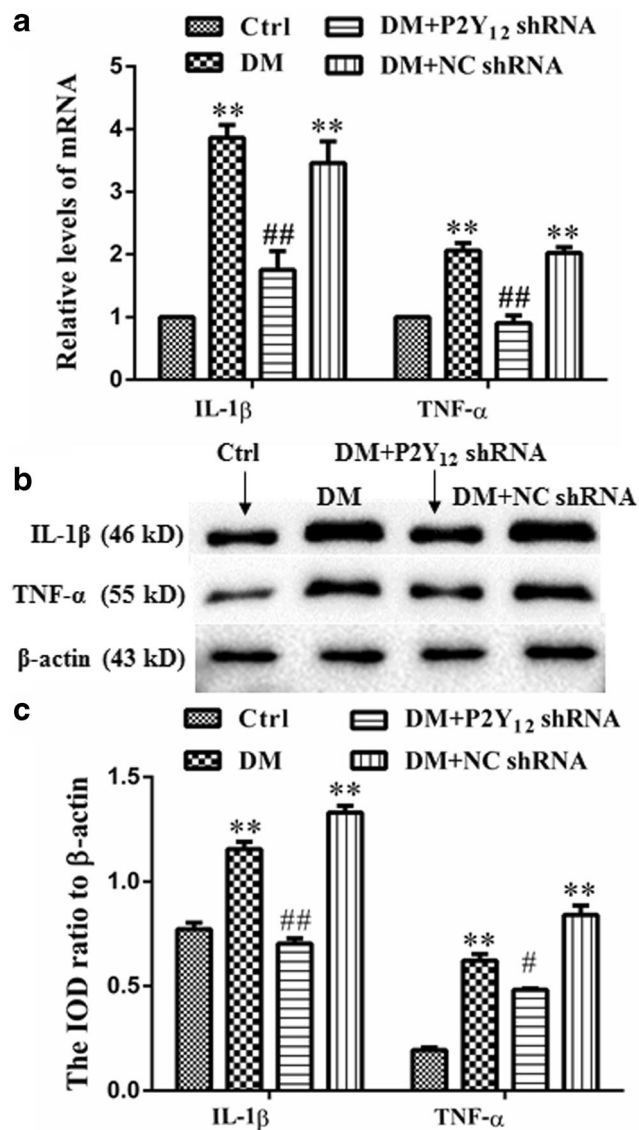 a
Ctrl
DM+P2Y₁₂ shRNA
DM
DM+NC shRNA
Relative levels of mRNA
5
4
3
2
1
0
**
##
**
**
##
**
IL-1β
TNF-α
b
Ctrl
DM+P2Y₁₂ shRNA
DM
DM+NC shRNA
IL-1β (46 kD)
TNF-α (55 kD)
β-actin (43 kD)
c
Ctrl
DM+P2Y₁₂ shRNA
DM
DM+NC shRNA
The IOD ratio to β-actin
1.5
1.0
0.5
0.0
**
##
**
**
#
**
IL-1β
TNF-α